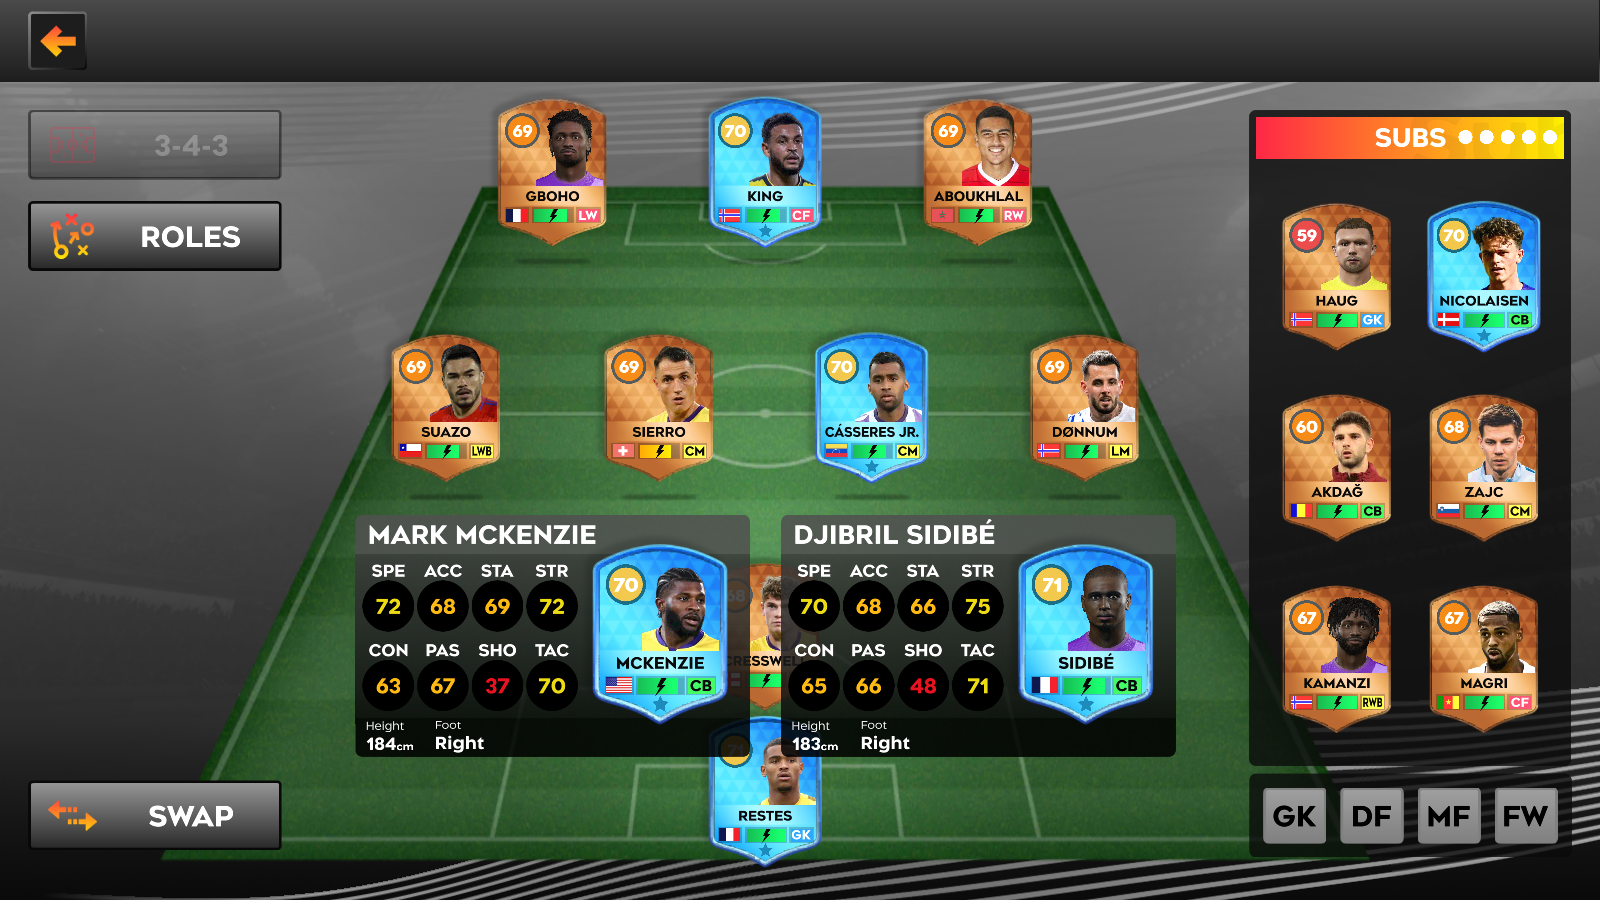 3-4-3
ROLES
SWAP
69
GBOHO
LW
70
KING
CF
69
ABOUKHLAL
RW
69
SUAZO
LWB
69
SIERRO
CM
70
CÁSSERES JR.
CM
69
DØNNUM
LM
MARK MCKENZIE
SPE ACC STA STR
72 68 69 72
CON PAS SHO TAC
63 67 37 70
Height Foot
184cm Right
70
MCKENZIE
CB
68
CRESSWELL
DJIBRIL SIDIBÉ
SPE ACC STA STR
70 68 66 75
CON PAS SHO TAC
65 66 48 71
Height Foot
183cm Right
71
SIDIBÉ
CB
71
RESTES
GK
SUBS
59
HAUG
GK
70
NICOLAISEN
CB
60
AKDAĞ
CB
68
ZAJC
CM
67
KAMANZI
RWB
67
MAGRI
CF
GK DF MF FW